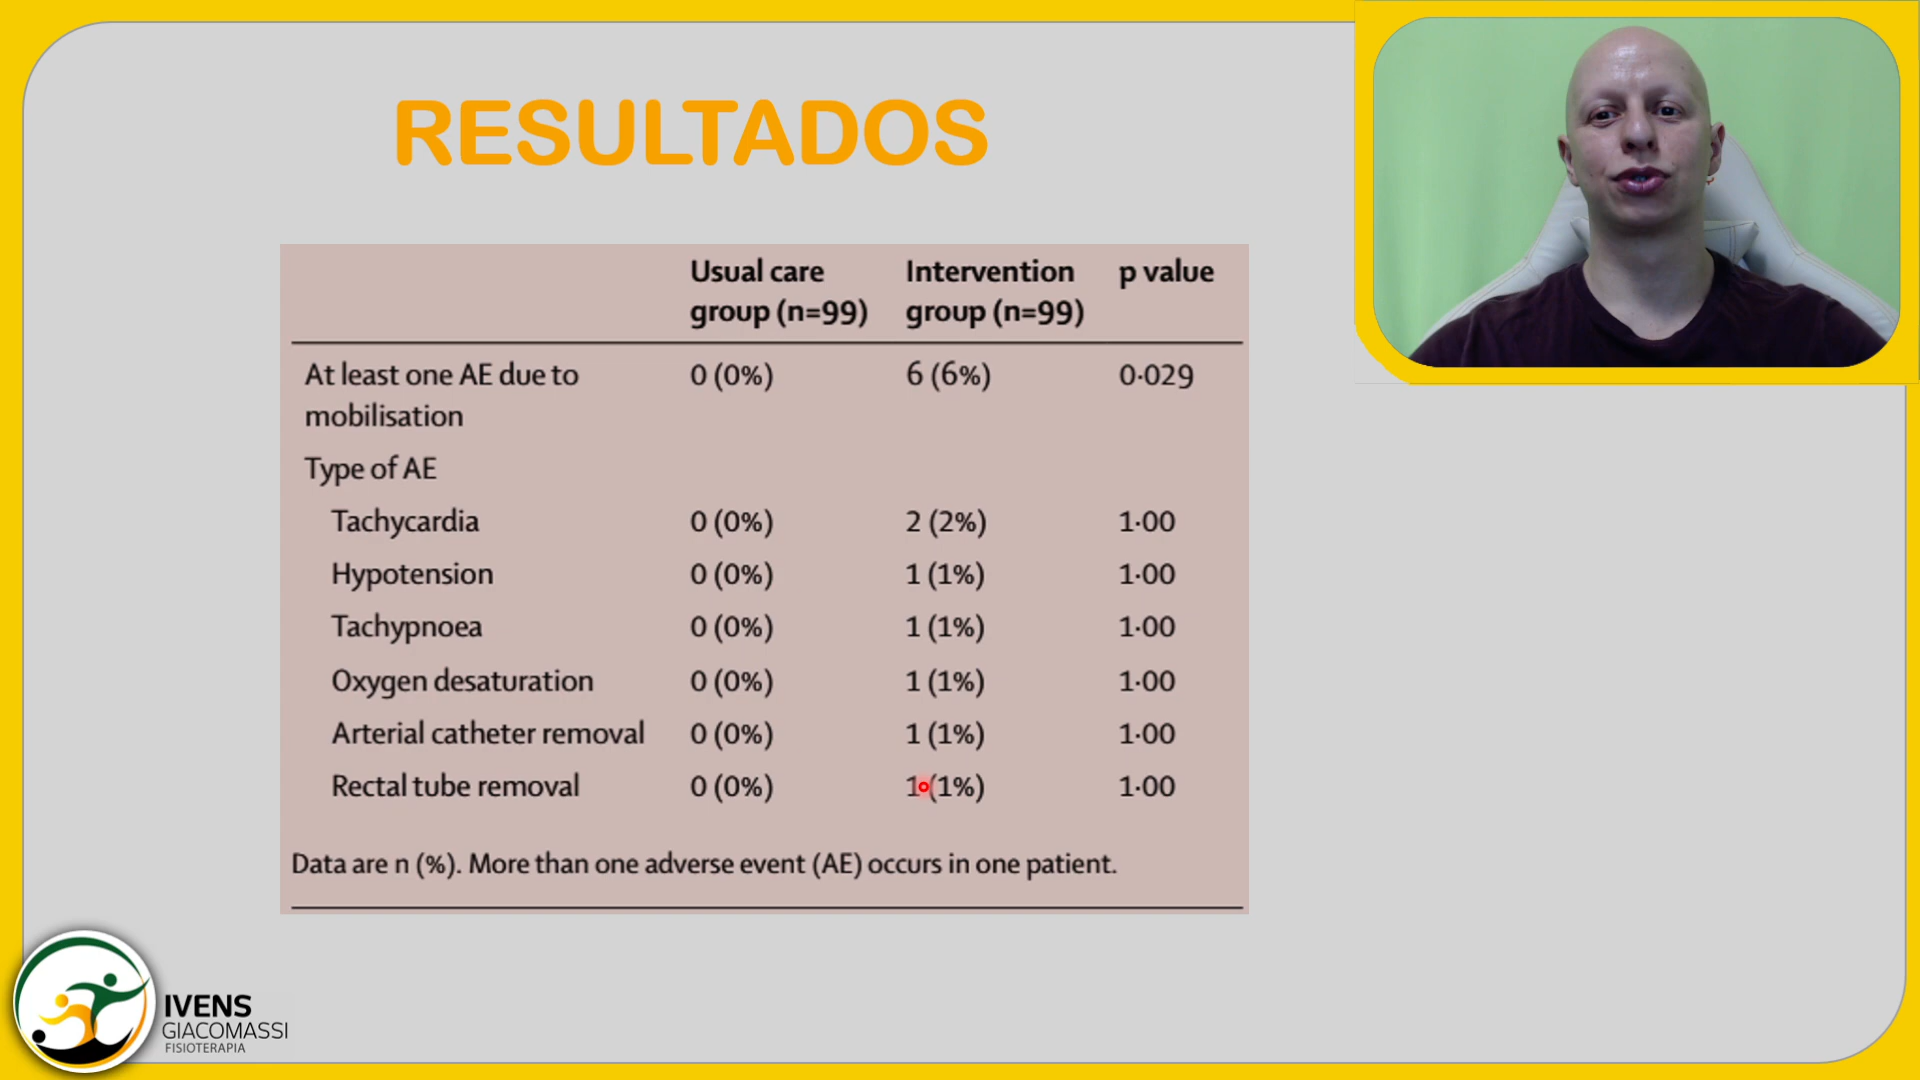 RESULTADOS
Usual care group (n=99) Intervention group (n=99) p value
At least one AE due to mobilisation 0 (0%) 6 (6%) 0·029
Type of AE
Tachycardia 0 (0%) 2 (2%) 1·00
Hypotension 0 (0%) 1 (1%) 1·00
Tachypnoea 0 (0%) 1 (1%) 1·00
Oxygen desaturation 0 (0%) 1 (1%) 1·00
Arterial catheter removal 0 (0%) 1 (1%) 1·00
Rectal tube removal 0 (0%) 1 (1%) 1·00
Data are n (%). More than one adverse event (AE) occurs in one patient.
IVENS
GIACOMASSI
FISIOTERAPIA